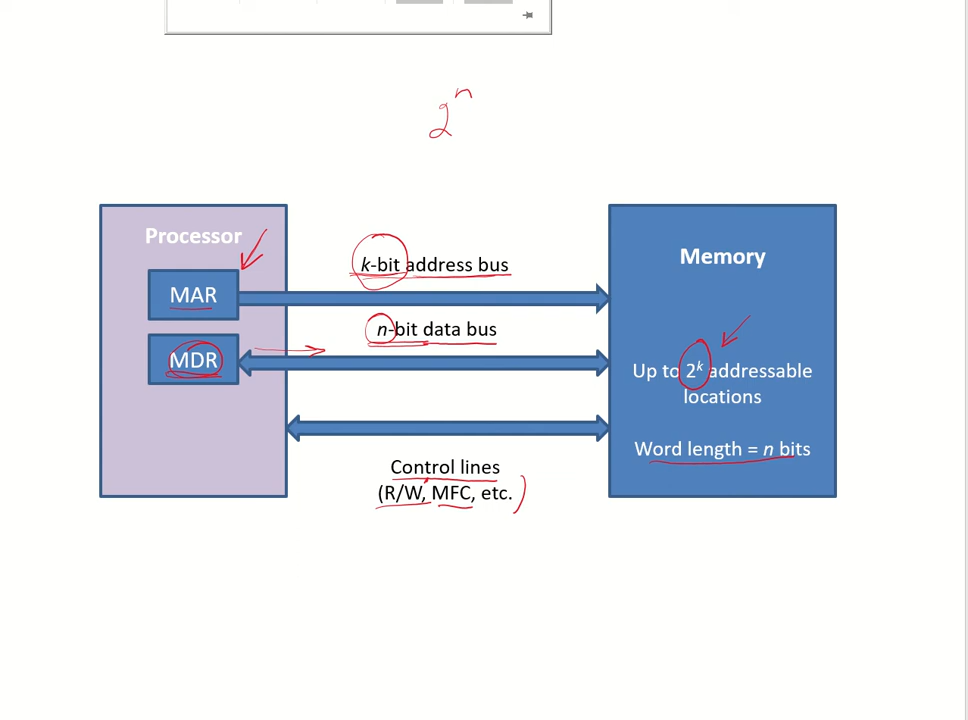 2ⁿ
Processor
MAR
MDR
k-bit address bus
n-bit data bus
Control lines
(R/W, MFC, etc.
Memory
Up to 2ᵏ addressable
locations
Word length = n bits